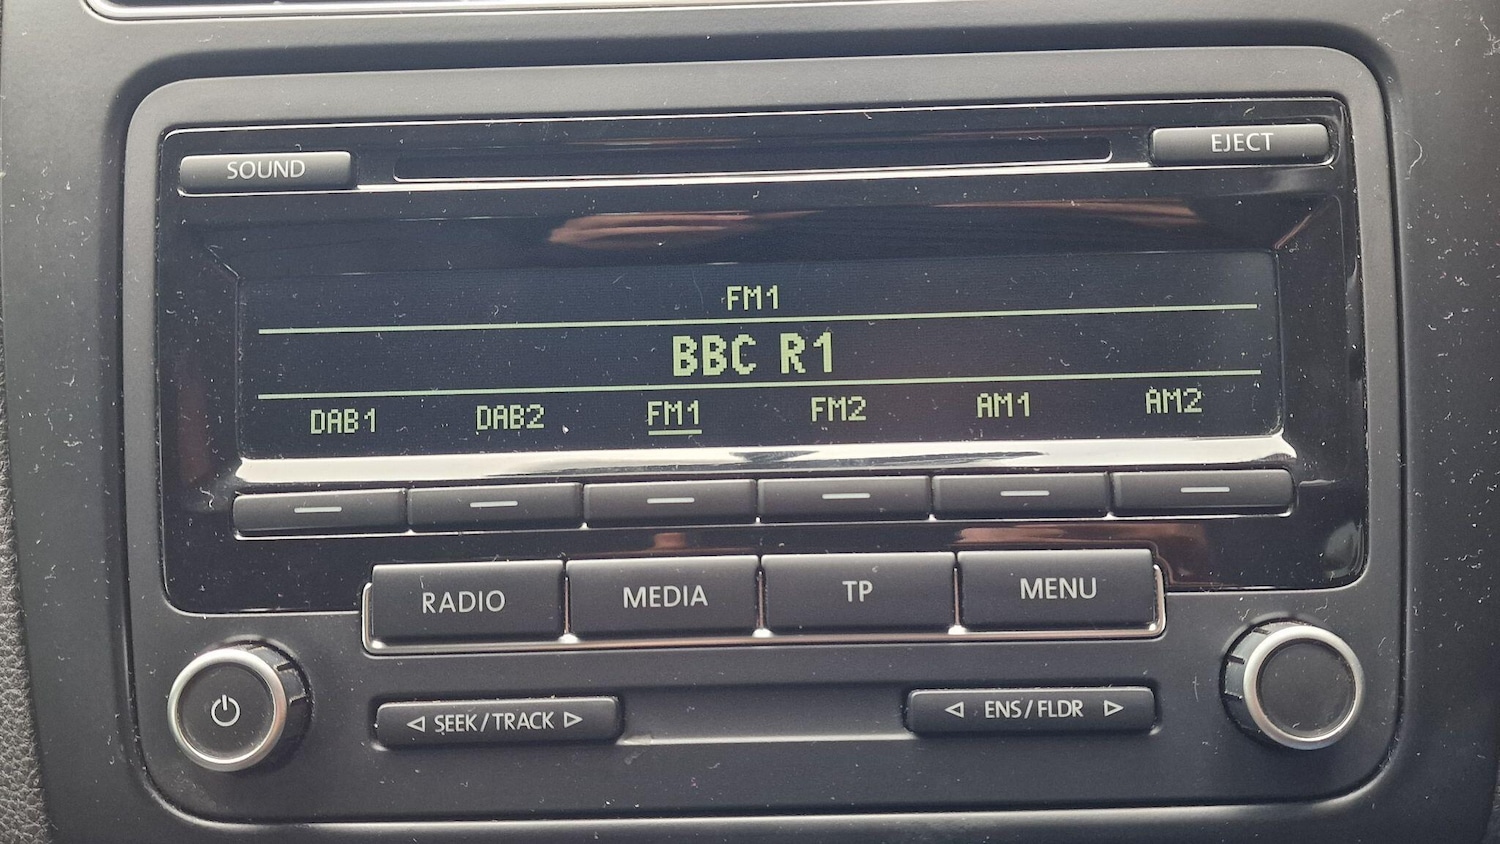 SOUND
EJECT
FM1
BBC R1
DAB1 DAB2 FM1 FM2 AM1 AM2
RADIO MEDIA TP MENU
◁ SEEK/TRACK ▷
◁ ENS/FLDR ▷